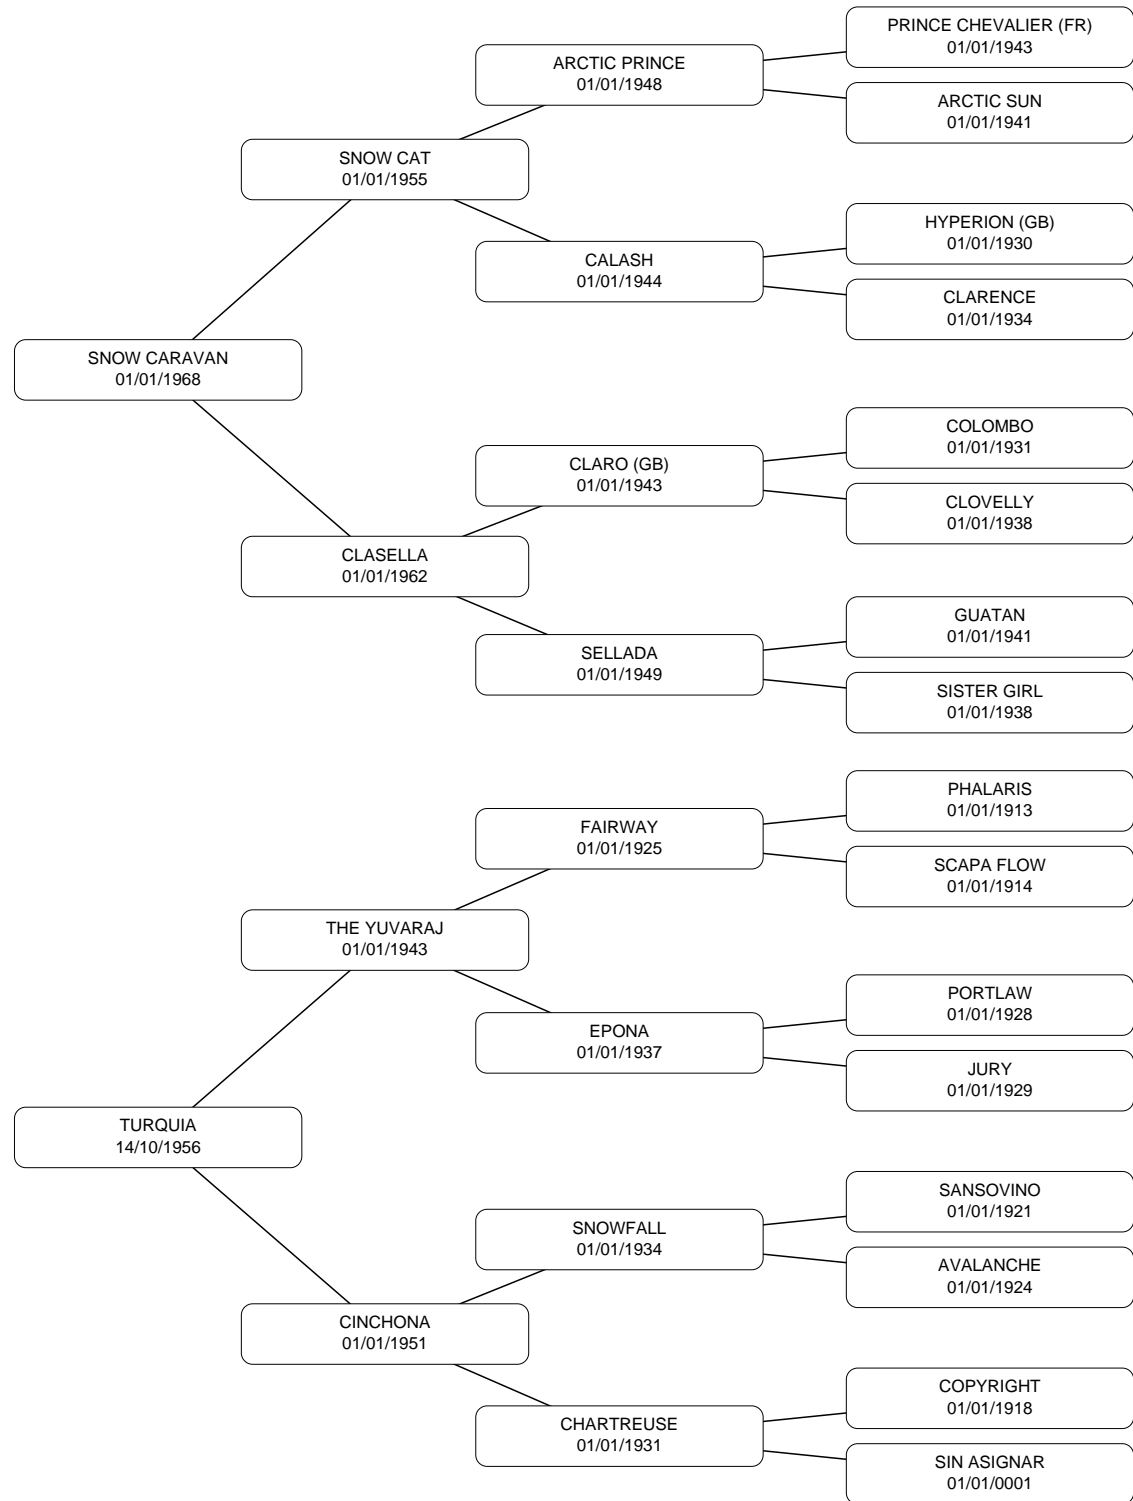 PRINCE CHEVALIER (FR)
01/01/1943
ARCTIC PRINCE
01/01/1948
ARCTIC SUN
01/01/1941
SNOW CAT
01/01/1955
HYPERION (GB)
01/01/1930
CALASH
01/01/1944
CLARENCE
01/01/1934
SNOW CARAVAN
01/01/1968
COLOMBO
01/01/1931
CLARO (GB)
01/01/1943
CLOVELLY
01/01/1938
CLASELLA
01/01/1962
GUATAN
01/01/1941
SELLADA
01/01/1949
SISTER GIRL
01/01/1938
PHALARIS
01/01/1913
FAIRWAY
01/01/1925
SCAPA FLOW
01/01/1914
THE YUVARAJ
01/01/1943
PORTLAW
01/01/1928
EPONA
01/01/1937
JURY
01/01/1929
TURQUIA
14/10/1956
SANSOVINO
01/01/1921
SNOWFALL
01/01/1934
AVALANCHE
01/01/1924
CINCHONA
01/01/1951
COPYRIGHT
01/01/1918
CHARTREUSE
01/01/1931
SIN ASIGNAR
01/01/0001